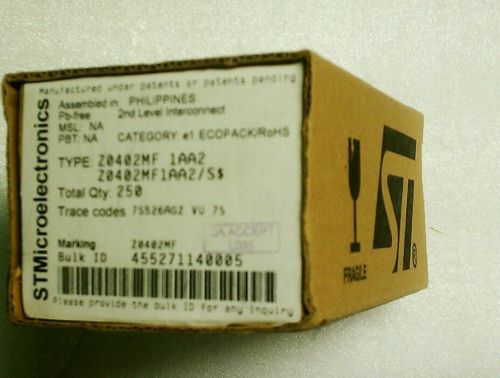 Manufactured under patents or patents pending
STMicroelectronics
Assembled in PHILIPPINES
Pb-free 2nd Level Interconnect
MSL: NA
PBT: NA CATEGORY: e1 ECOPACK/RoHS
TYPE: Z0402MF 1AA2
Z0402MF1AA2/S$
Total Qty: 250
Trace codes 75526AGZ VU 75
QA ACCEPT
Marking Z0402MF
Bulk ID 455271140005
Please provide the bulk ID for any inquiry
FRAGILE
ST®